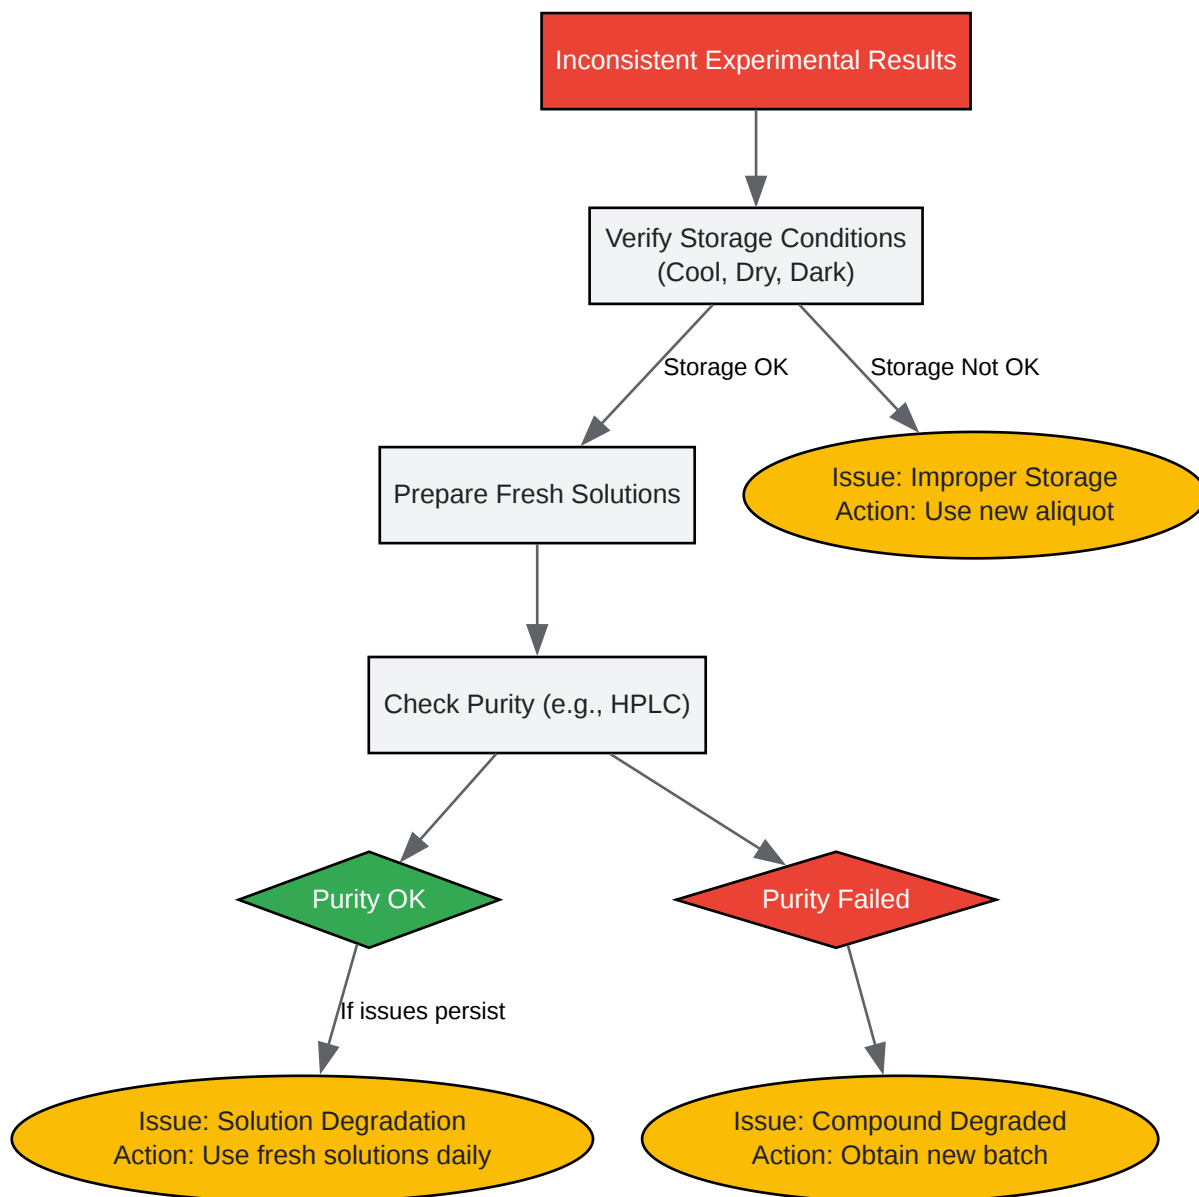 Inconsistent Experimental Results
Verify Storage Conditions
(Cool, Dry, Dark)
Storage OK
Storage Not OK
Prepare Fresh Solutions
Issue: Improper Storage
Action: Use new aliquot
Check Purity (e.g., HPLC)
Purity OK
Purity Failed
If issues persist
Issue: Solution Degradation
Action: Use fresh solutions daily
Issue: Compound Degraded
Action: Obtain new batch